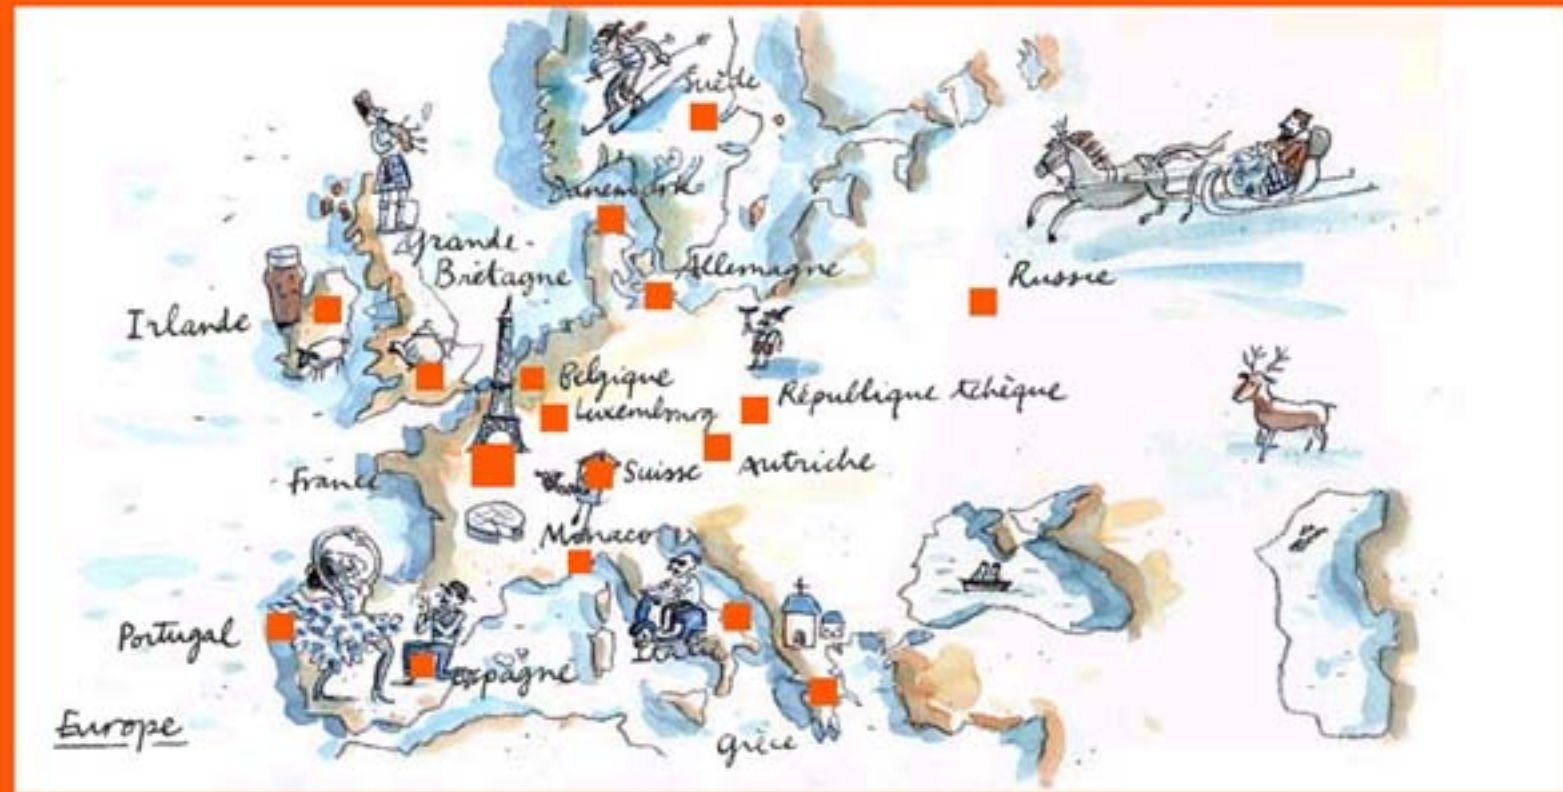 Suède
Danemark
Grande-
Bretagne
Allemagne
Russie
Irlande
Belgique
Luxembourg
République tchèque
Autriche
France
Suisse
Monaco
Portugal
Italie
Espagne
Europe
Grèce